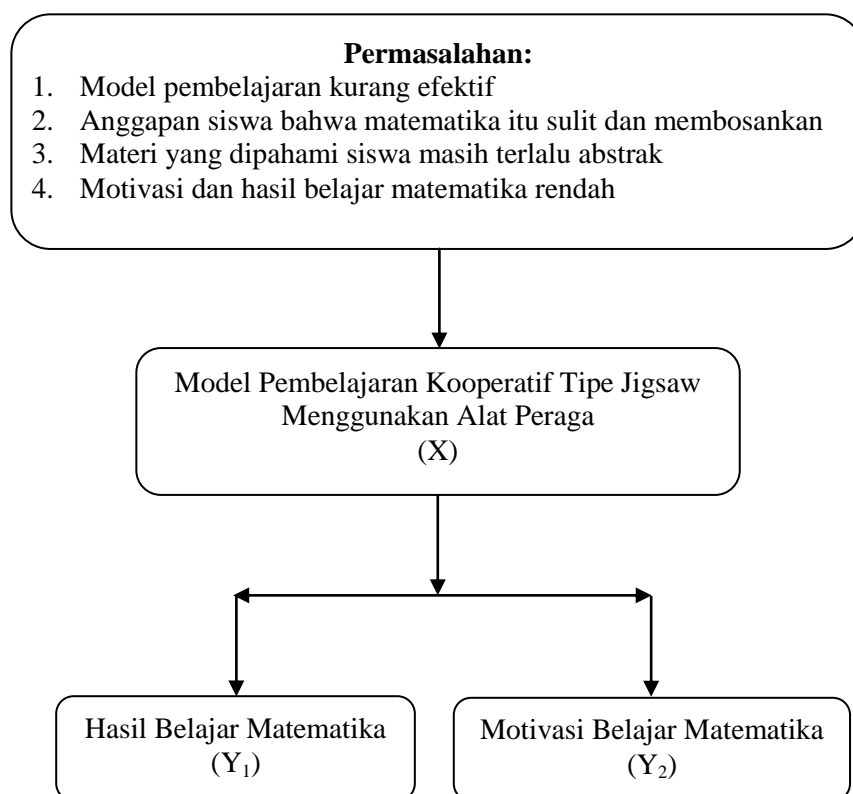 Permasalahan:
1. Model pembelajaran kurang efektif
2. Anggapan siswa bahwa matematika itu sulit dan membosankan
3. Materi yang dipahami siswa masih terlalu abstrak
4. Motivasi dan hasil belajar matematika rendah
Model Pembelajaran Kooperatif Tipe Jigsaw
Menggunakan Alat Peraga
(X)
Hasil Belajar Matematika
(Y₁)
Motivasi Belajar Matematika
(Y₂)